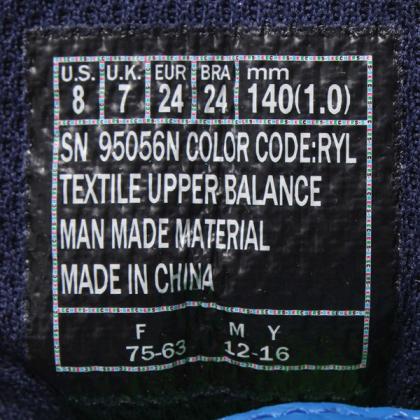 U.S. U.K. EUR BRA mm
8 7 24 24 140(1.0)
SN 95056N COLOR CODE:RYL
TEXTILE UPPER BALANCE
MAN MADE MATERIAL
MADE IN CHINA
F M Y
75-63 12-16